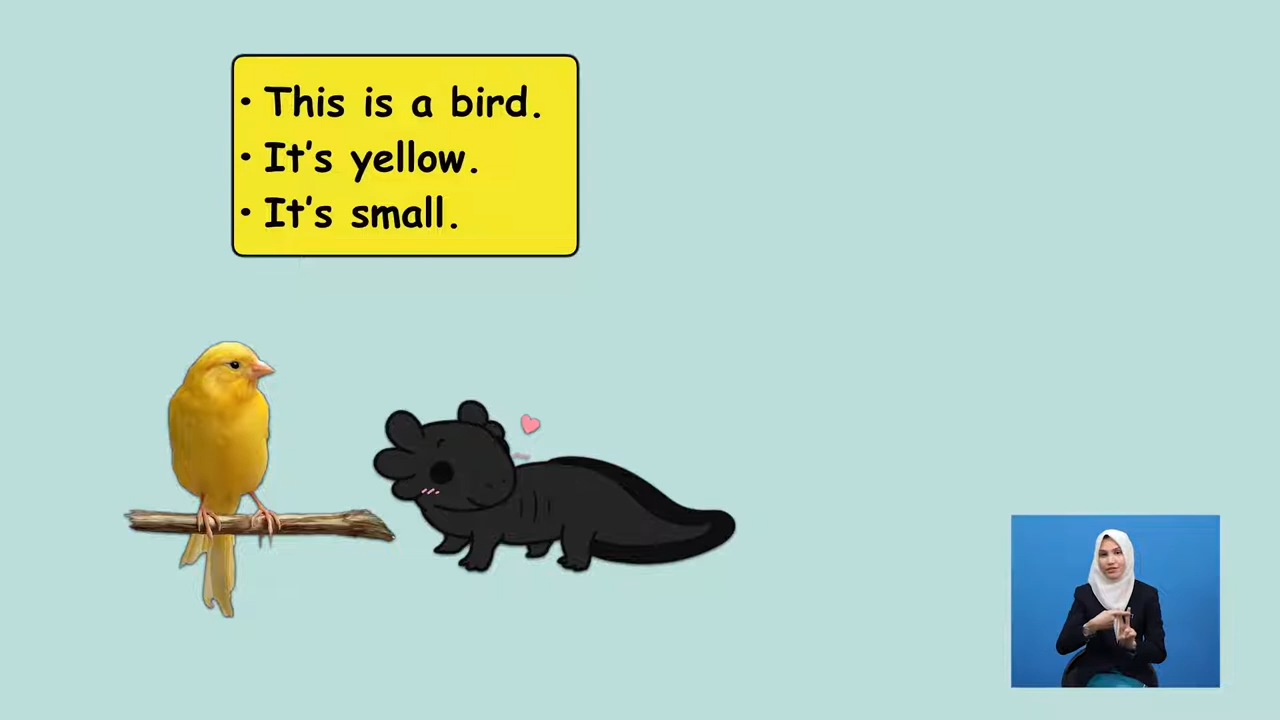 • This is a bird.
• It's yellow.
• It's small.